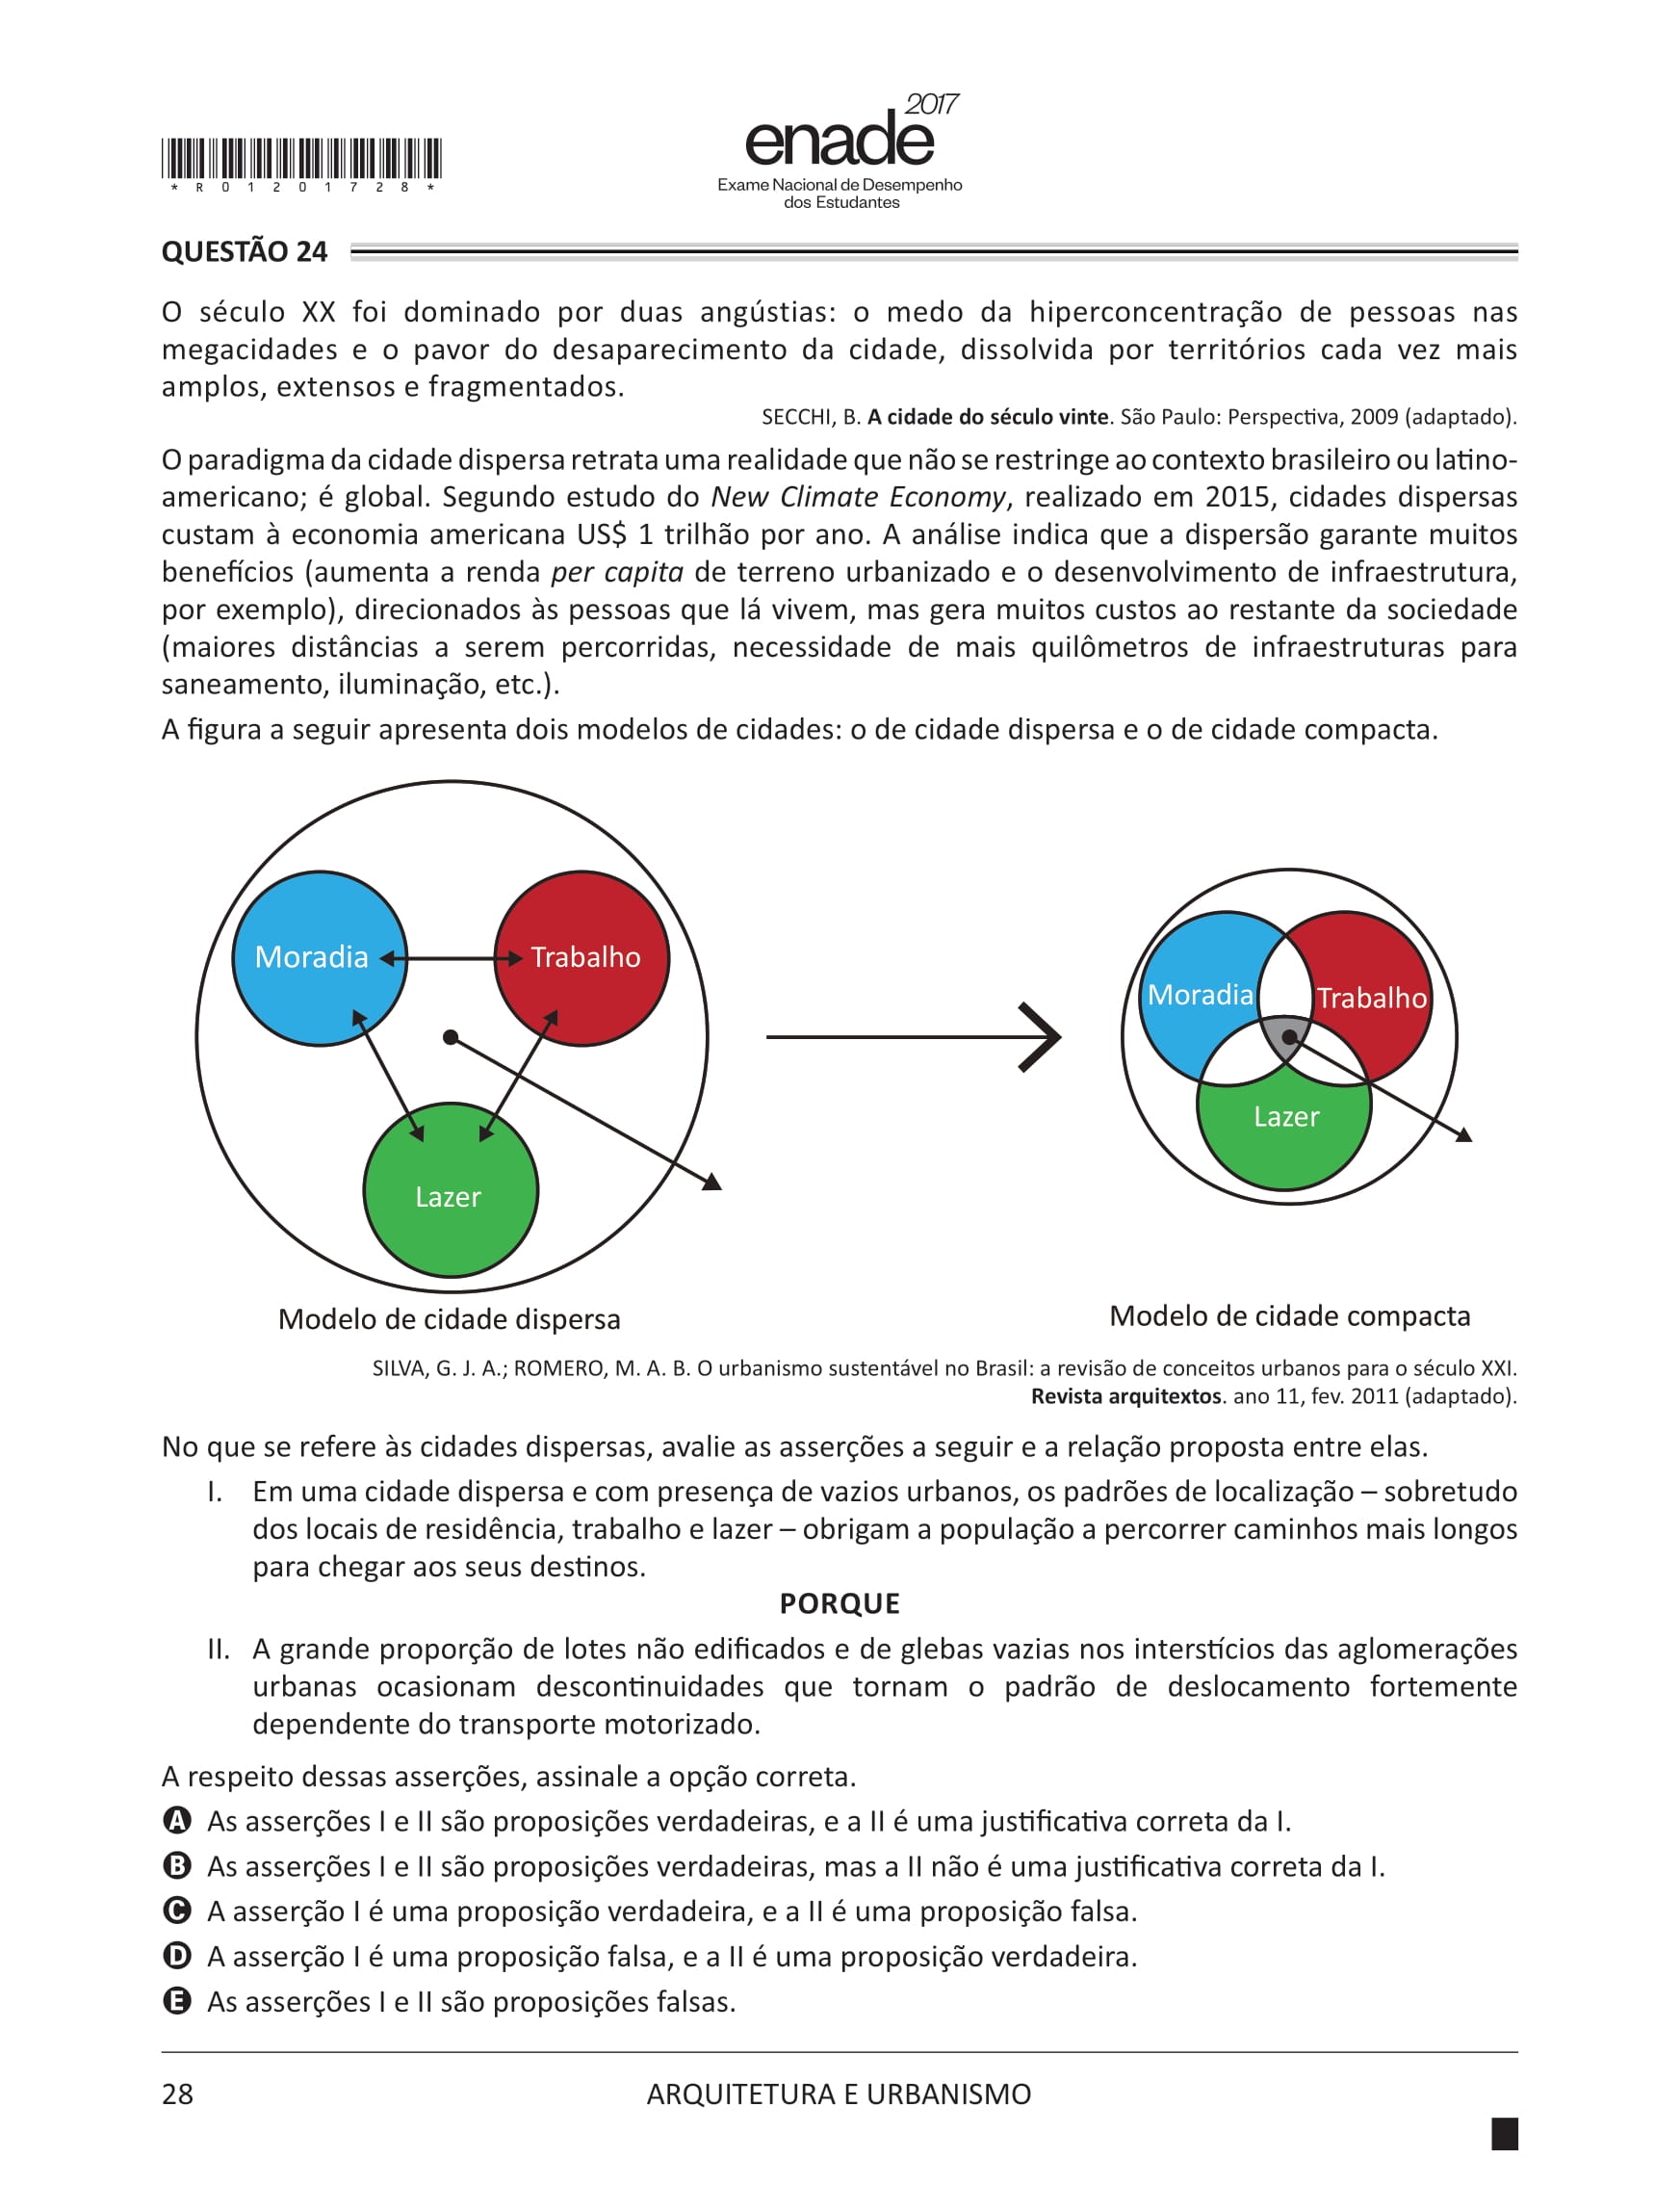 2017
enade
Exame Nacional de Desempenho
dos Estudantes
* R 0 1 2 0 1 7 2 8 *
QUESTÃO 24
O século XX foi dominado por duas angústias: o medo da hiperconcentração de pessoas nas
megacidades e o pavor do desaparecimento da cidade, dissolvida por territórios cada vez mais
amplos, extensos e fragmentados.
SECCHI, B. A cidade do século vinte. São Paulo: Perspectiva, 2009 (adaptado).
O paradigma da cidade dispersa retrata uma realidade que não se restringe ao contexto brasileiro ou latino-
americano; é global. Segundo estudo do New Climate Economy, realizado em 2015, cidades dispersas
custam à economia americana US$ 1 trilhão por ano. A análise indica que a dispersão garante muitos
benefícios (aumenta a renda per capita de terreno urbanizado e o desenvolvimento de infraestrutura,
por exemplo), direcionados às pessoas que lá vivem, mas gera muitos custos ao restante da sociedade
(maiores distâncias a serem percorridas, necessidade de mais quilômetros de infraestruturas para
saneamento, iluminação, etc.).
A figura a seguir apresenta dois modelos de cidades: o de cidade dispersa e o de cidade compacta.
Moradia
Trabalho
Lazer
Modelo de cidade dispersa
Moradia
Trabalho
Lazer
Modelo de cidade compacta
SILVA, G. J. A.; ROMERO, M. A. B. O urbanismo sustentável no Brasil: a revisão de conceitos urbanos para o século XXI.
Revista arquitextos. ano 11, fev. 2011 (adaptado).
No que se refere às cidades dispersas, avalie as asserções a seguir e a relação proposta entre elas.
I. Em uma cidade dispersa e com presença de vazios urbanos, os padrões de localização – sobretudo
dos locais de residência, trabalho e lazer – obrigam a população a percorrer caminhos mais longos
para chegar aos seus destinos.
PORQUE
II. A grande proporção de lotes não edificados e de glebas vazias nos interstícios das aglomerações
urbanas ocasionam descontinuidades que tornam o padrão de deslocamento fortemente
dependente do transporte motorizado.
A respeito dessas asserções, assinale a opção correta.
A As asserções I e II são proposições verdadeiras, e a II é uma justificativa correta da I.
B As asserções I e II são proposições verdadeiras, mas a II não é uma justificativa correta da I.
C A asserção I é uma proposição verdadeira, e a II é uma proposição falsa.
D A asserção I é uma proposição falsa, e a II é uma proposição verdadeira.
E As asserções I e II são proposições falsas.
28
ARQUITETURA E URBANISMO